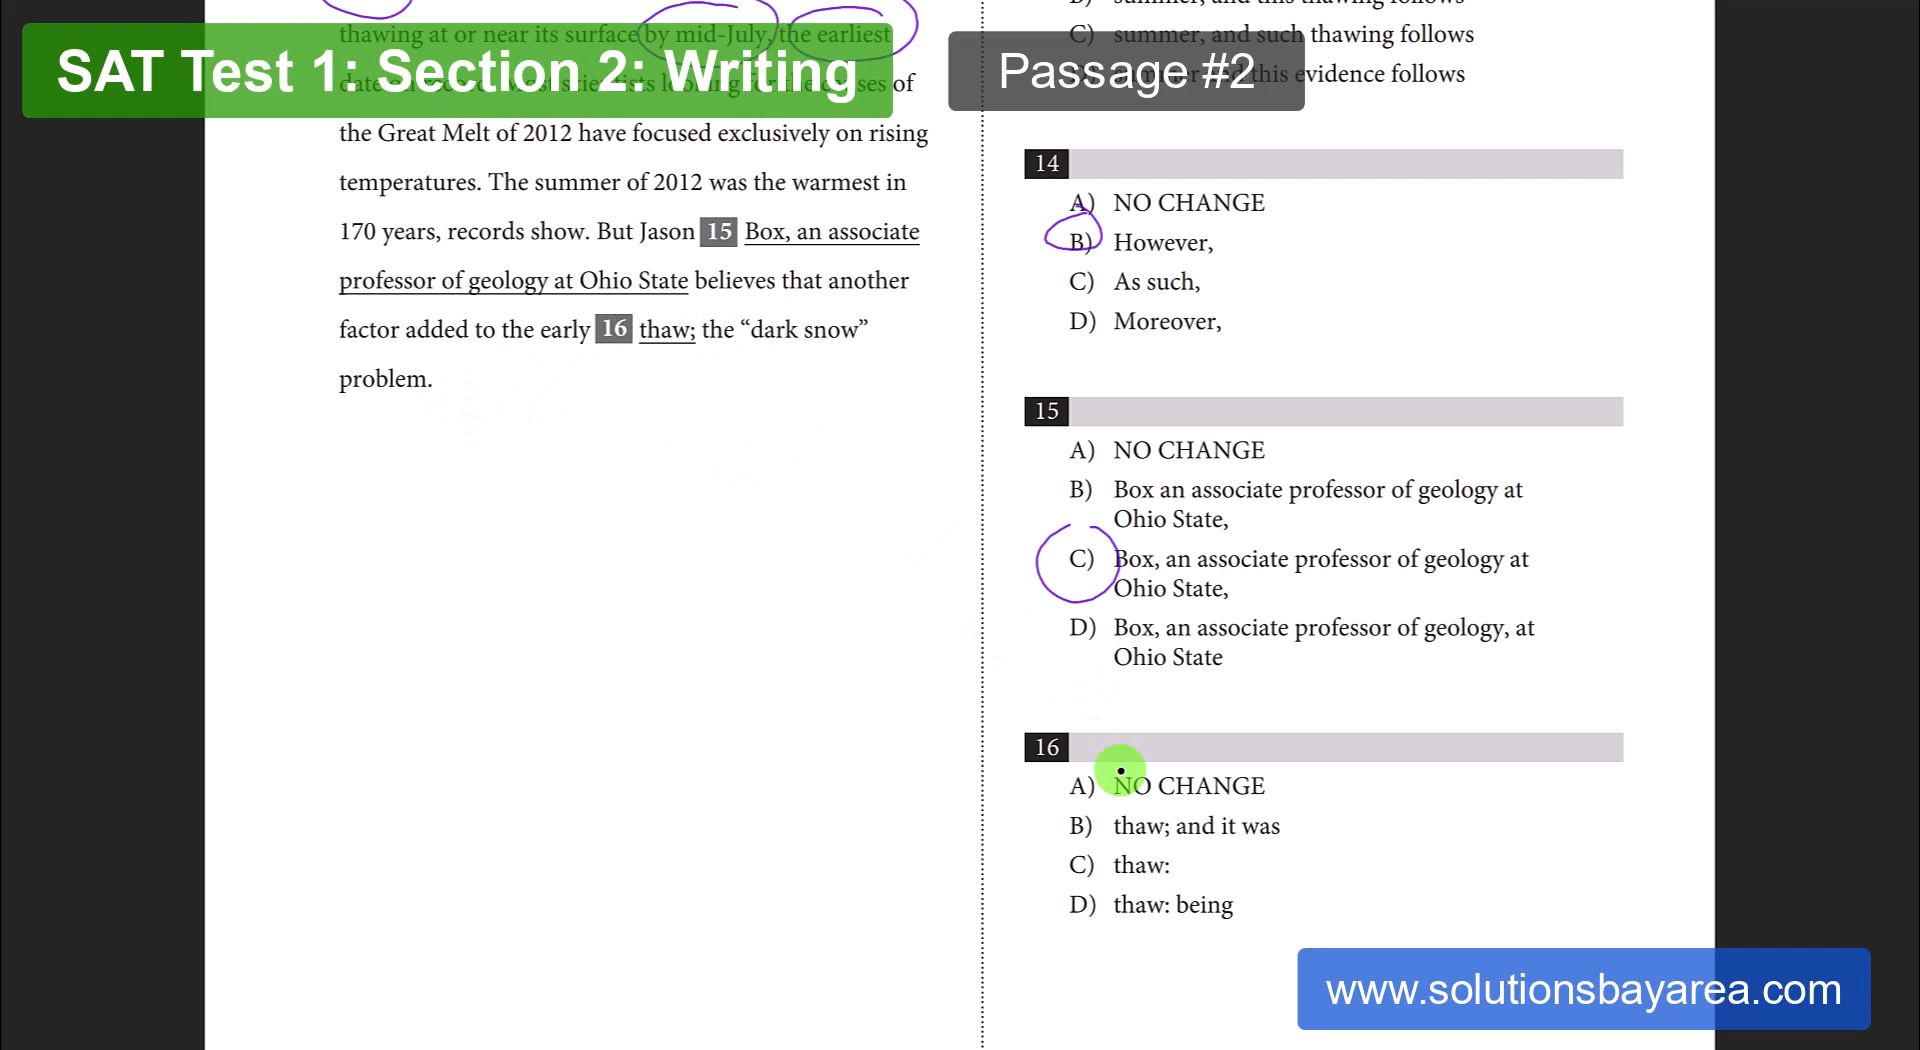 SAT Test 1: Section 2: Writing
Passage #2
thawing at or near its surface by mid-July, the earliest
of
the Great Melt of 2012 have focused exclusively on rising
temperatures. The summer of 2012 was the warmest in
170 years, records show. But Jason 15 Box, an associate
professor of geology at Ohio State believes that another
factor added to the early 16 thaw; the “dark snow”
problem.
summer, and this thawing follows
C) summer, and such thawing follows
this evidence follows
14
A) NO CHANGE
B) However,
C) As such,
D) Moreover,
15
A) NO CHANGE
B) Box an associate professor of geology at
Ohio State,
C) Box, an associate professor of geology at
Ohio State,
D) Box, an associate professor of geology, at
Ohio State
16
A) NO CHANGE
B) thaw; and it was
C) thaw:
D) thaw: being
www.solutionsbayarea.com